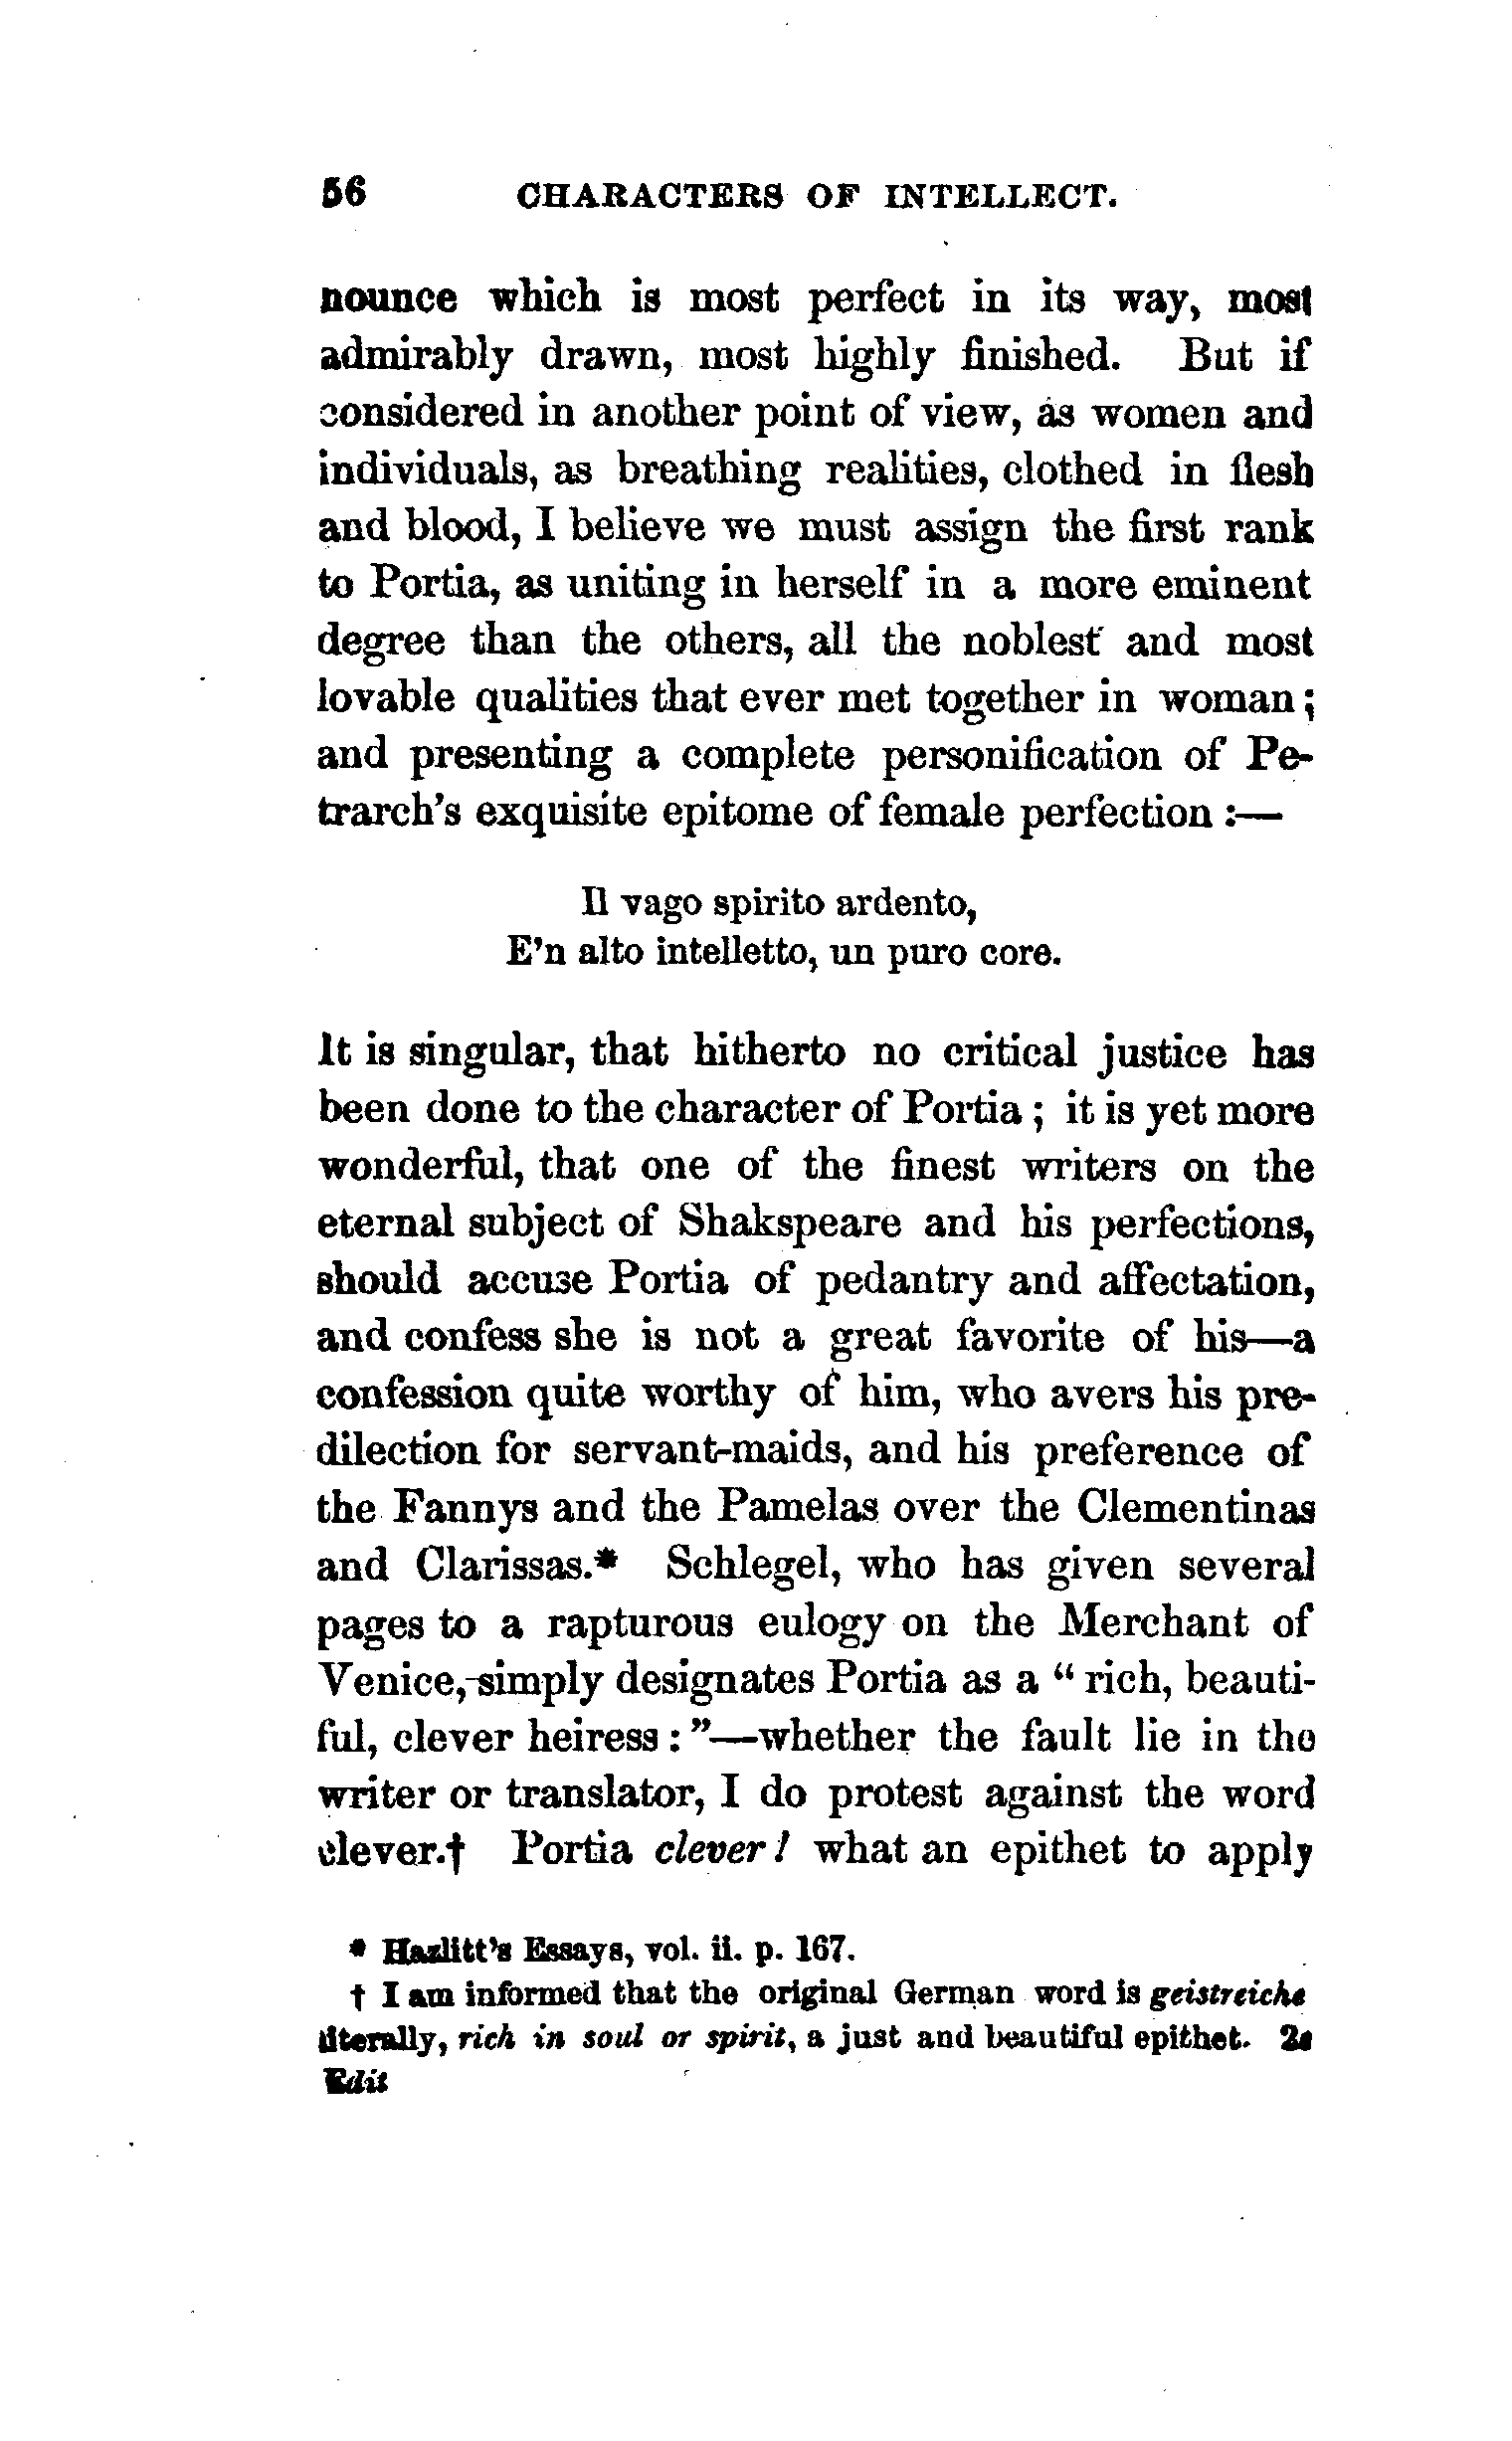 56 CHARACTERS OF INTELLECT.
nounce which is most perfect in its way, most
admirably drawn, most highly finished. But if
considered in another point of view, as women and
individuals, as breathing realities, clothed in flesh
and blood, I believe we must assign the first rank
to Portia, as uniting in herself in a more eminent
degree than the others, all the noblest and most
lovable qualities that ever met together in woman;
and presenting a complete personification of Pe-
trarch's exquisite epitome of female perfection:—
Il vago spirito ardento,
E'n alto intelletto, un puro core.
It is singular, that hitherto no critical justice has
been done to the character of Portia; it is yet more
wonderful, that one of the finest writers on the
eternal subject of Shakspeare and his perfections,
should accuse Portia of pedantry and affectation,
and confess she is not a great favorite of his—a
confession quite worthy of him, who avers his pre-
dilection for servant-maids, and his preference of
the Fannys and the Pamelas over the Clementinas
and Clarissas.* Schlegel, who has given several
pages to a rapturous eulogy on the Merchant of
Venice, simply designates Portia as a "rich, beauti-
ful, clever heiress:"—whether the fault lie in the
writer or translator, I do protest against the word
clever.† Portia clever! what an epithet to apply
* Hazlitt's Essays, vol. ii. p. 167.
† I am informed that the original German word is geistreiche
literally, rich in soul or spirit, a just and beautiful epithet. 2d
Edit